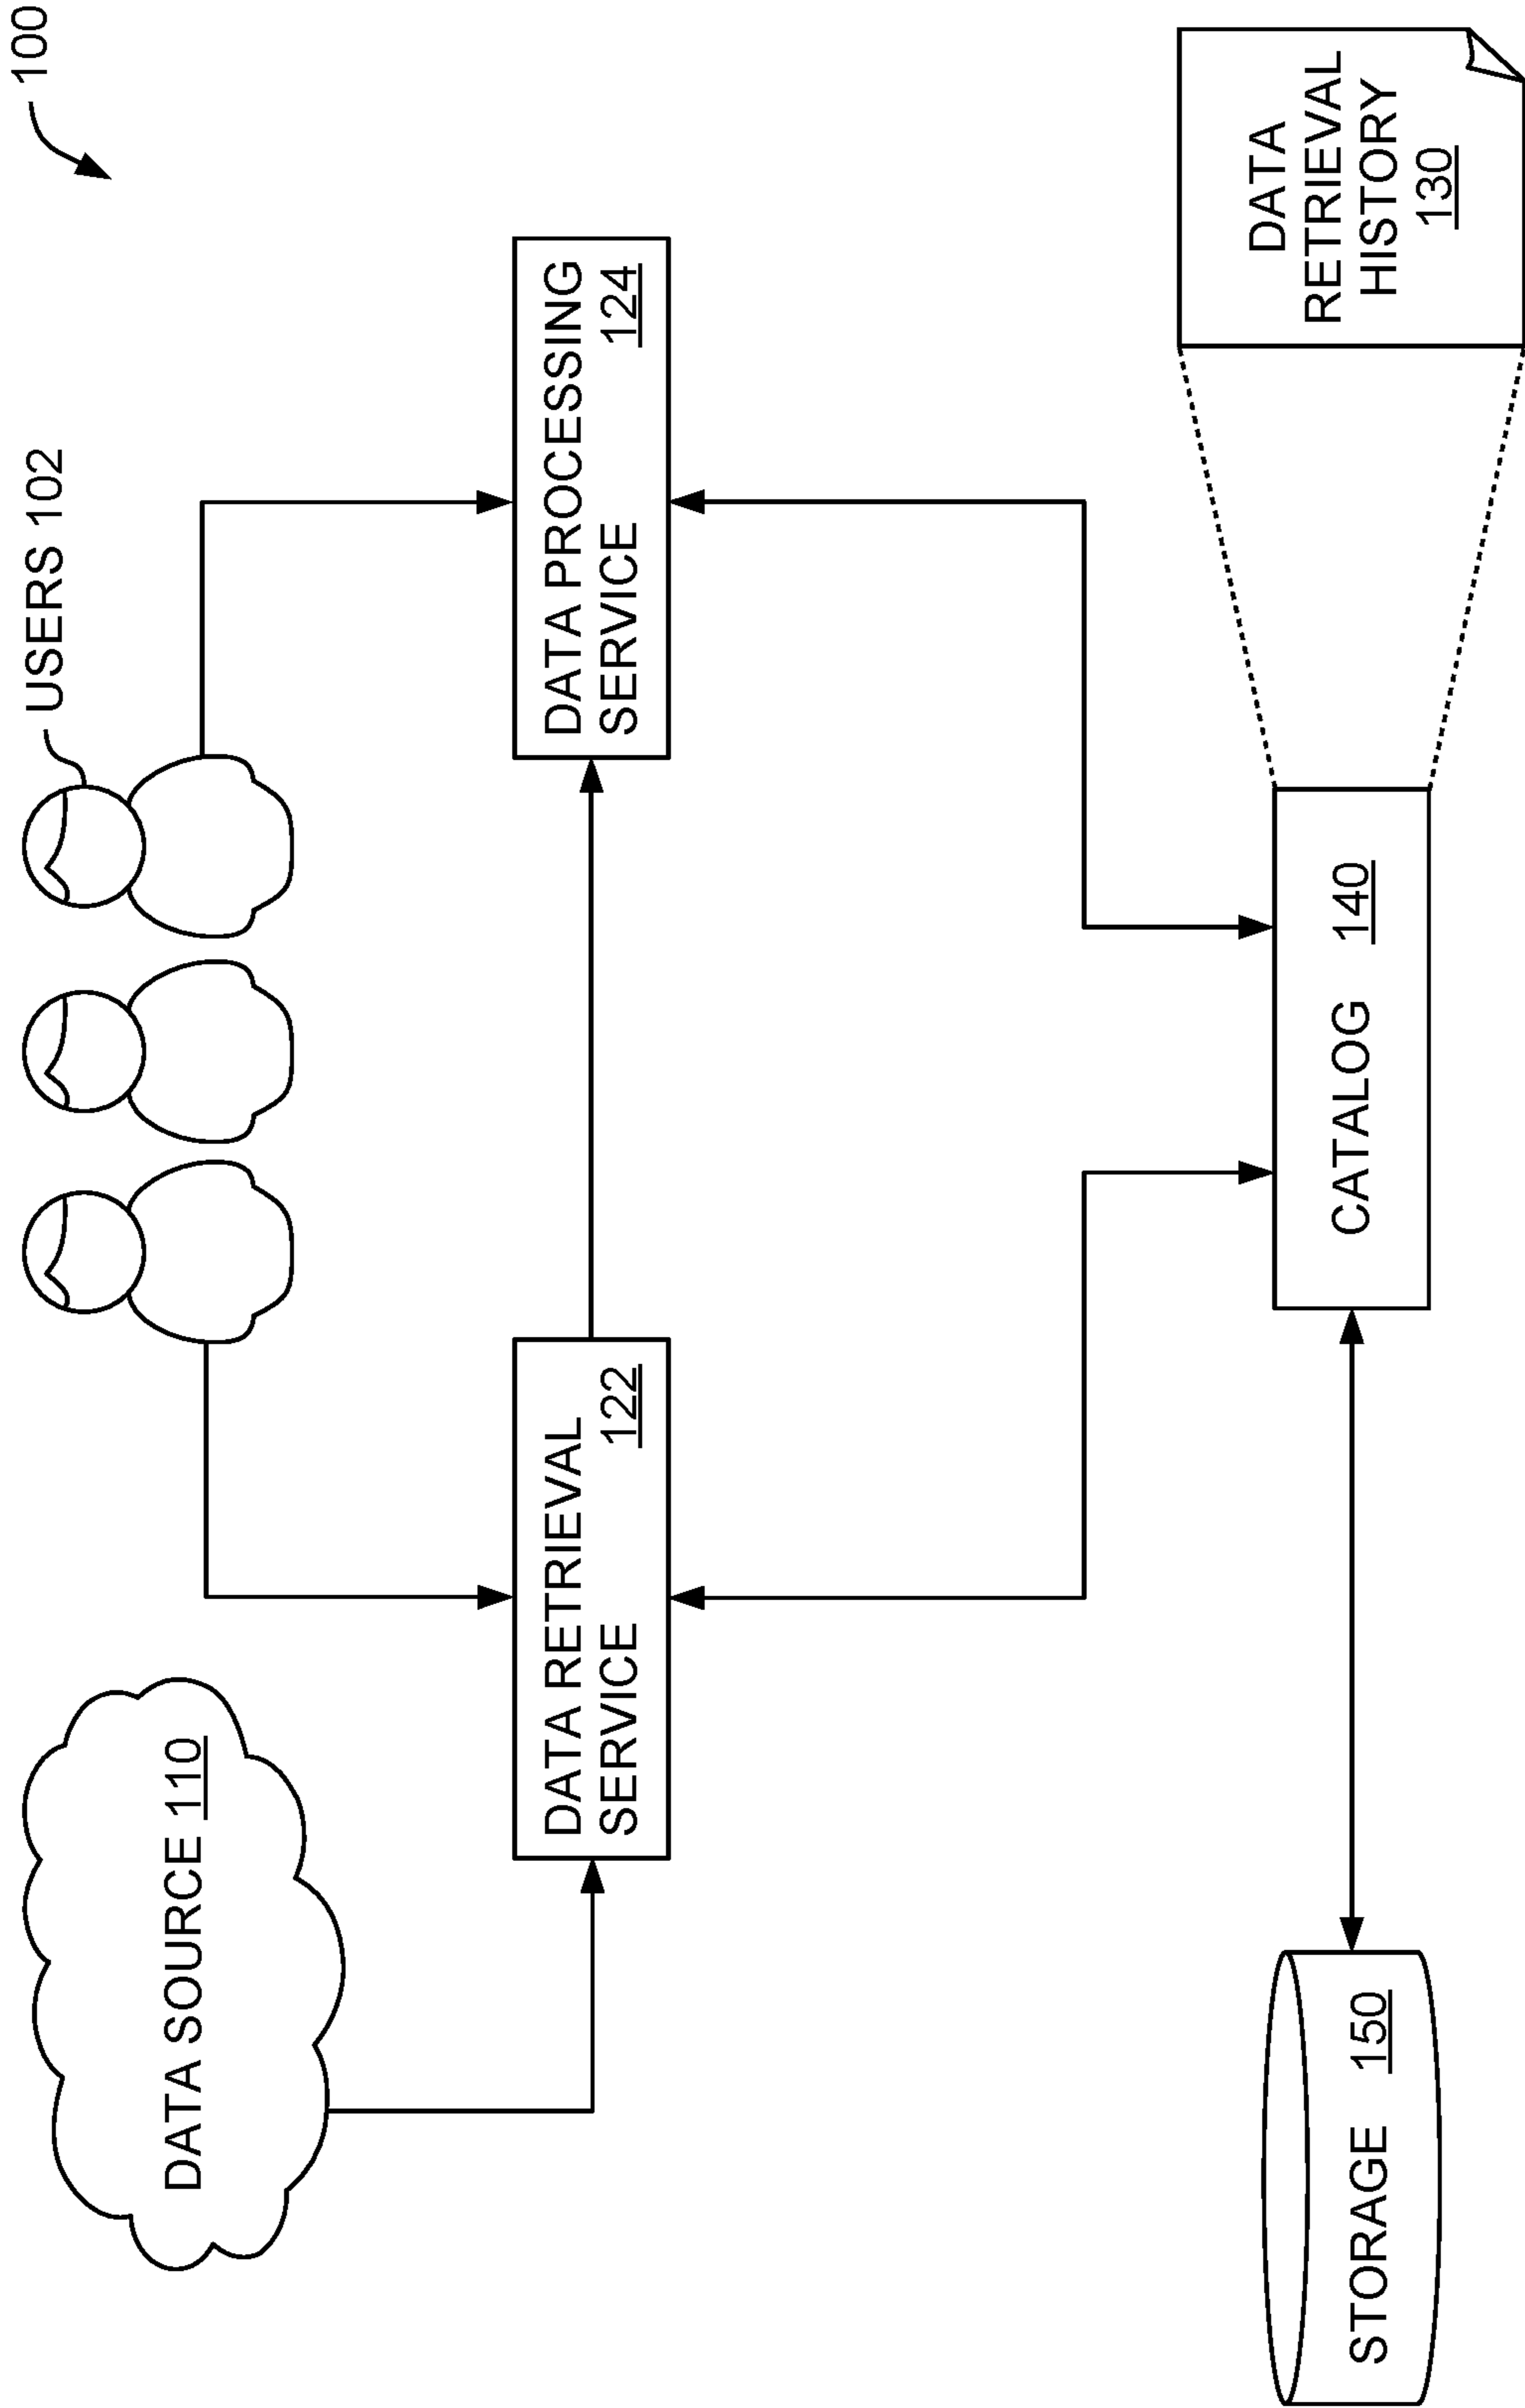 100
USERS 102
DATA SOURCE 110
DATA RETRIEVAL
SERVICE 122
DATA PROCESSING
SERVICE 124
STORAGE 150
CATALOG 140
DATA
RETRIEVAL
HISTORY
130